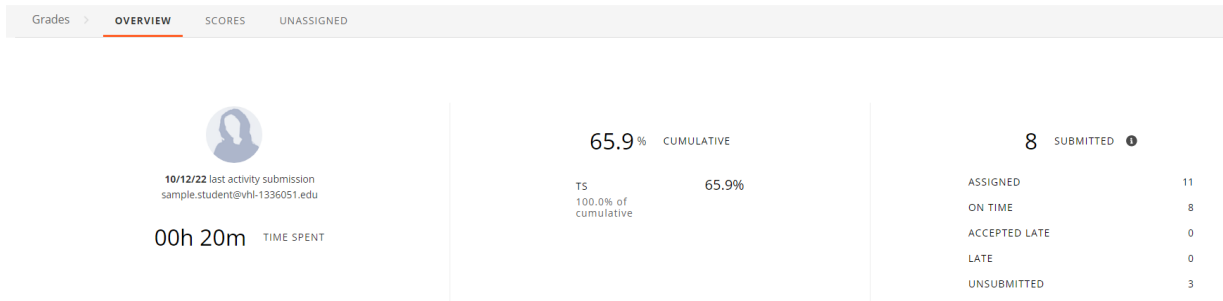 Grades > OVERVIEW SCORES UNASSIGNED
10/12/22 last activity submission
sample.student@vhl-1336051.edu
00h 20m TIME SPENT
65.9 % CUMULATIVE
TS 65.9%
100.0% of
cumulative
8 SUBMITTED
ASSIGNED 11
ON TIME 8
ACCEPTED LATE 0
LATE 0
UNSUBMITTED 3